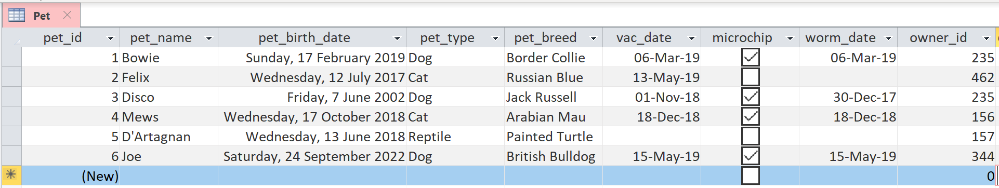 Pet
pet_id pet_name pet_birth_date pet_type pet_breed vac_date microchip worm_date owner_id
1 Bowie Sunday, 17 February 2019 Dog Border Collie 06-Mar-19 06-Mar-19 235
2 Felix Wednesday, 12 July 2017 Cat Russian Blue 13-May-19 462
3 Disco Friday, 7 June 2002 Dog Jack Russell 01-Nov-18 30-Dec-17 235
4 Mews Wednesday, 17 October 2018 Cat Arabian Mau 18-Dec-18 18-Dec-18 156
5 D'Artagnan Wednesday, 13 June 2018 Reptile Painted Turtle 157
6 Joe Saturday, 24 September 2022 Dog British Bulldog 15-May-19 15-May-19 344
(New) 0